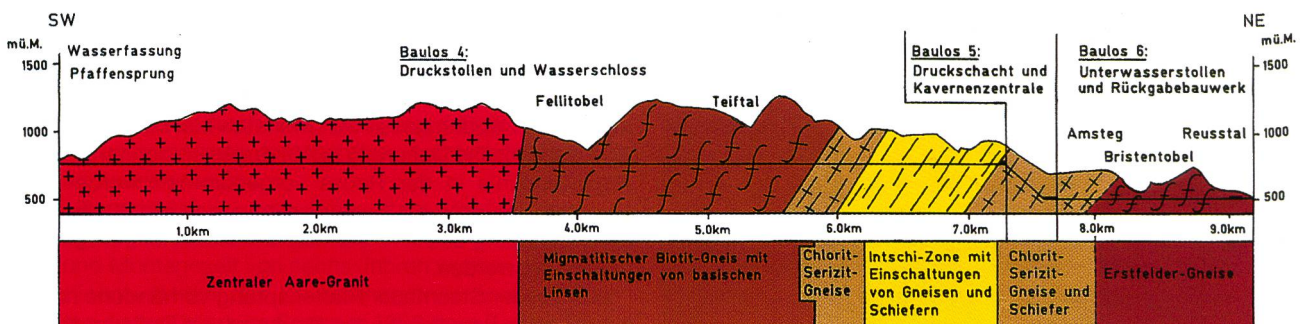 SW
NE
mü.M.
mü.M.
Wasserfassung
Pfaffensprung
Baulos 4:
Druckstollen und Wasserschloss
Baulos 5:
Druckschacht und
Kavernenzentrale
Baulos 6:
Unterwasserstollen
und Rückgabebauwerk
1500
1000
500
1500
1000
500
Fellitobel
Teiftal
Amsteg
Reusstal
Bristentobel
1.0km
2.0km
3.0km
4.0km
5.0km
6.0km
7.0km
8.0km
9.0km
Zentraler Aare-Granit
Migmatitischer Biotit-Gneis mit
Einschaltungen von basischen
Linsen
Chlorit-
Serizit-
Gneise
Intschi-Zone mit
Einschaltungen
von Gneisen und
Schiefern
Chlorit-
Serizit-
Gneise und
Schiefer
Erstfelder-Gneise